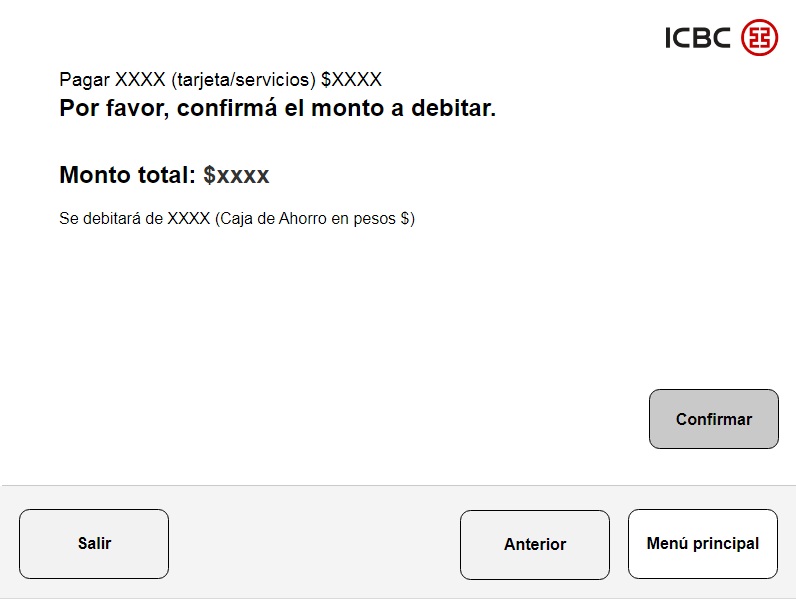 ICBC
Pagar XXXX (tarjeta/servicios) $XXXX
Por favor, confirmá el monto a debitar.
Monto total: $xxxx
Se debitará de XXXX (Caja de Ahorro en pesos $)
Confirmar
Salir
Anterior
Menú principal